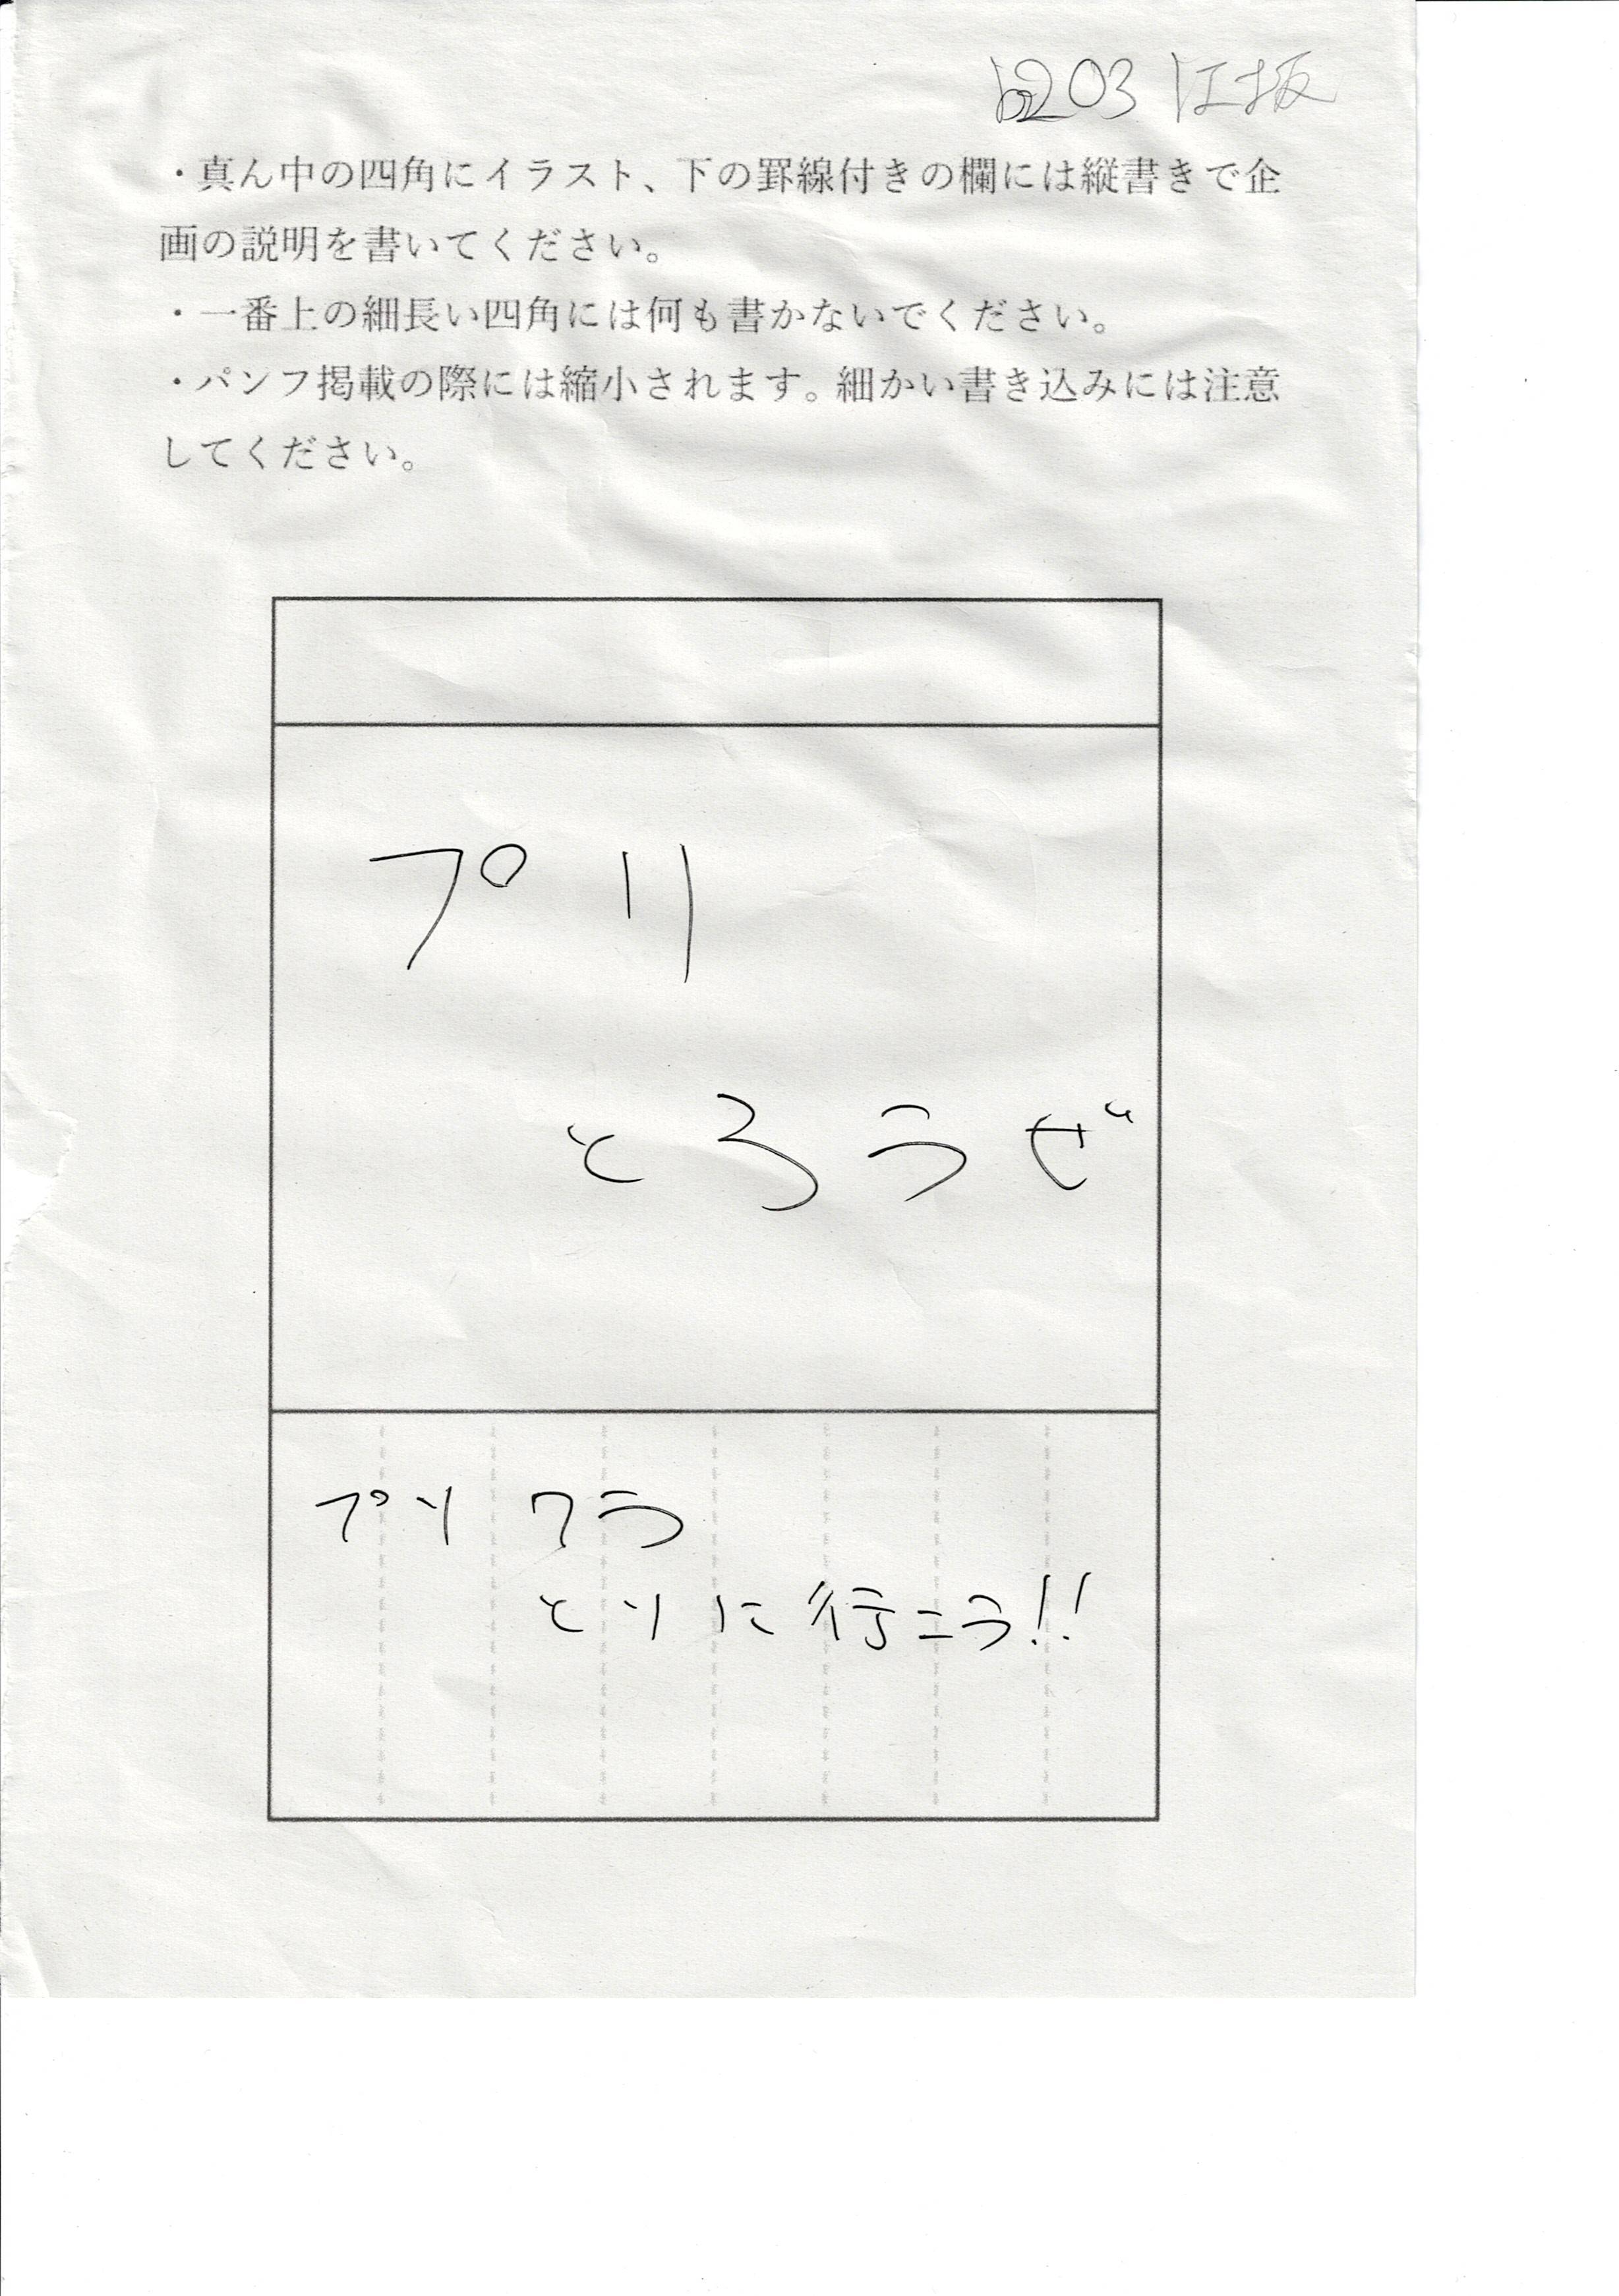 6203 江坂
・真ん中の四角にイラスト、下の罫線付きの欄には縦書きで企
画の説明を書いてください。
・一番上の細長い四角には何も書かないでください。
・パンフ掲載の際には縮小されます。細かい書き込みには注意
してください。
プリ
とろうぜ
プリクラ
とりに行こう!!